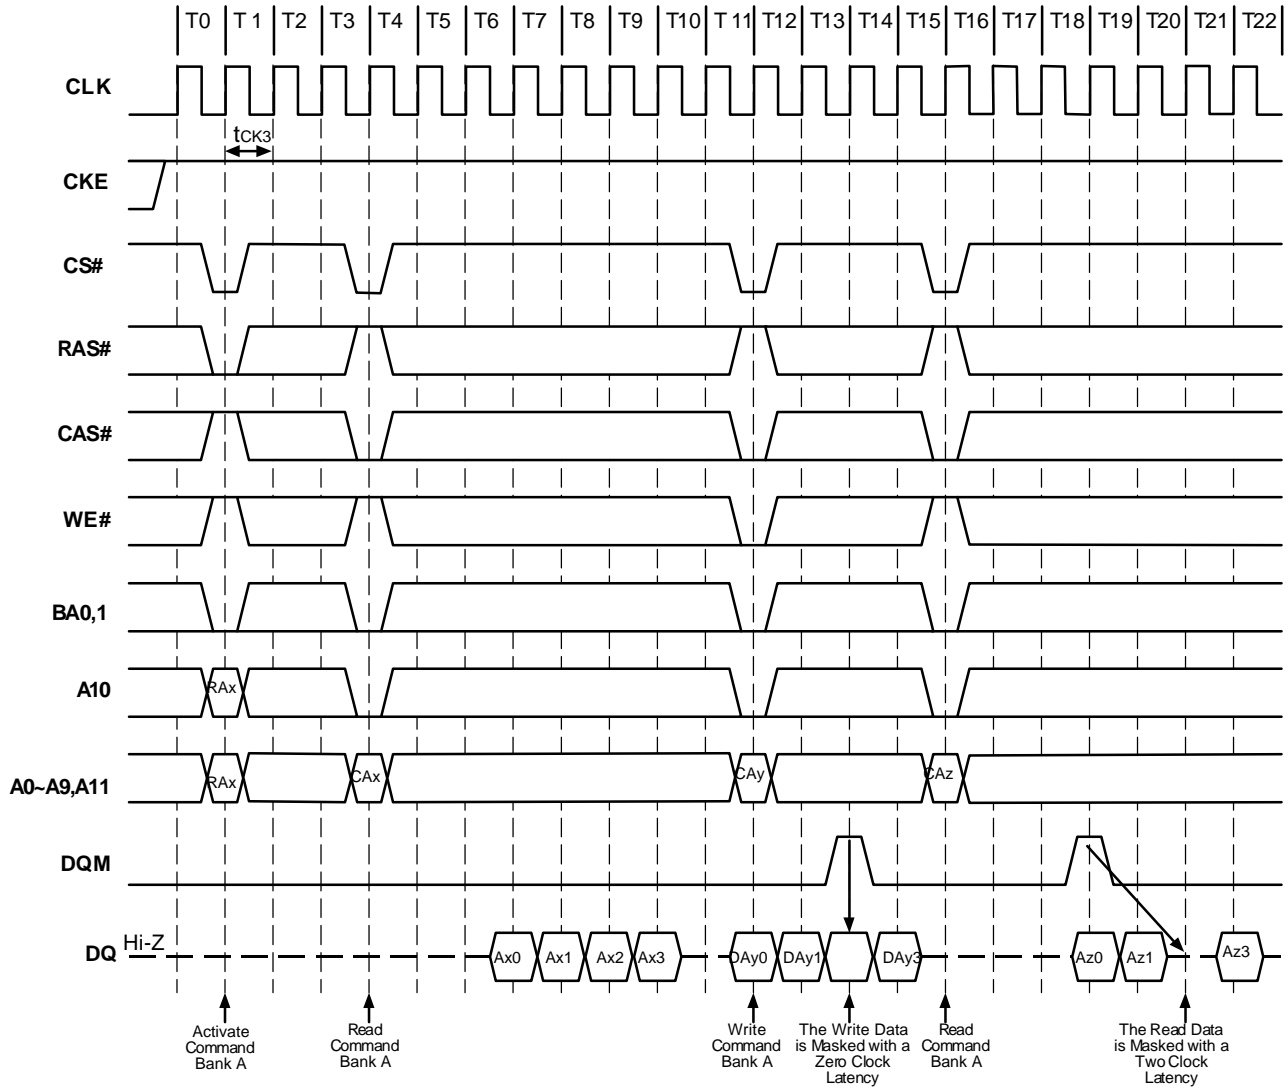 T0 T 1 T2 T3 T4 T5 T6 T7 T8 T9 T10 T 11 T12 T13 T14 T15 T16 T17 T18 T19 T20 T21 T22
CLK
tCK3
CKE
CS#
RAS#
CAS#
WE#
BA0,1
A10 RAx
A0~A9,A11 RAx CAx CAy CAz
DQM
DQ Hi-Z Ax0 Ax1 Ax2 Ax3 DAy0 DAy1 DAy3 Az0 Az1 Az3
Activate
Command
Bank A
Read
Command
Bank A
Write
Command
Bank A
The Write Data
is Masked with a
Zero Clock
Latency
Read
Command
Bank A
The Read Data
is Masked with a
Two Clock
Latency